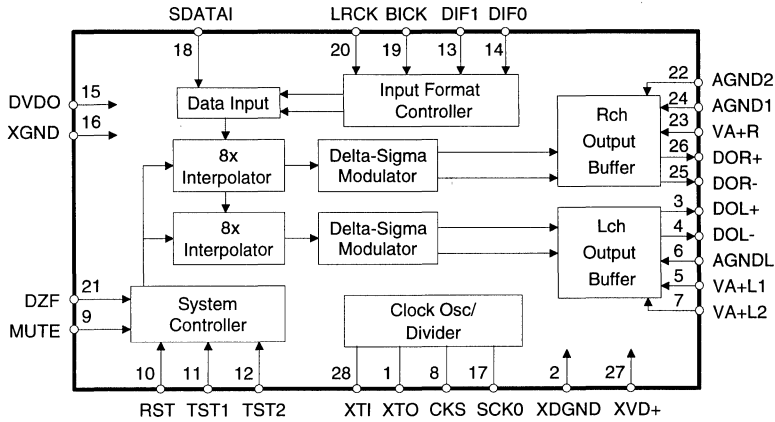 SDATAI LRCK BICK DIF1 DIF0
18 20 19 13 14
DVDO 15
XGND 16
Data Input
Input Format
Controller
22 AGND2
24 AGND1
23 VA+R
26 DOR+
25 DOR-
Rch
Output
Buffer
8x
Interpolator
Delta-Sigma
Modulator
8x
Interpolator
Delta-Sigma
Modulator
Lch
Output
Buffer
3 DOL+
4 DOL-
6 AGNDL
5 VA+L1
7 VA+L2
DZF 21
MUTE 9
System
Controller
Clock Osc/
Divider
10 11 12 28 1 8 17 2 27
RST TST1 TST2 XTI XTO CKS SCK0 XDGND XVD+